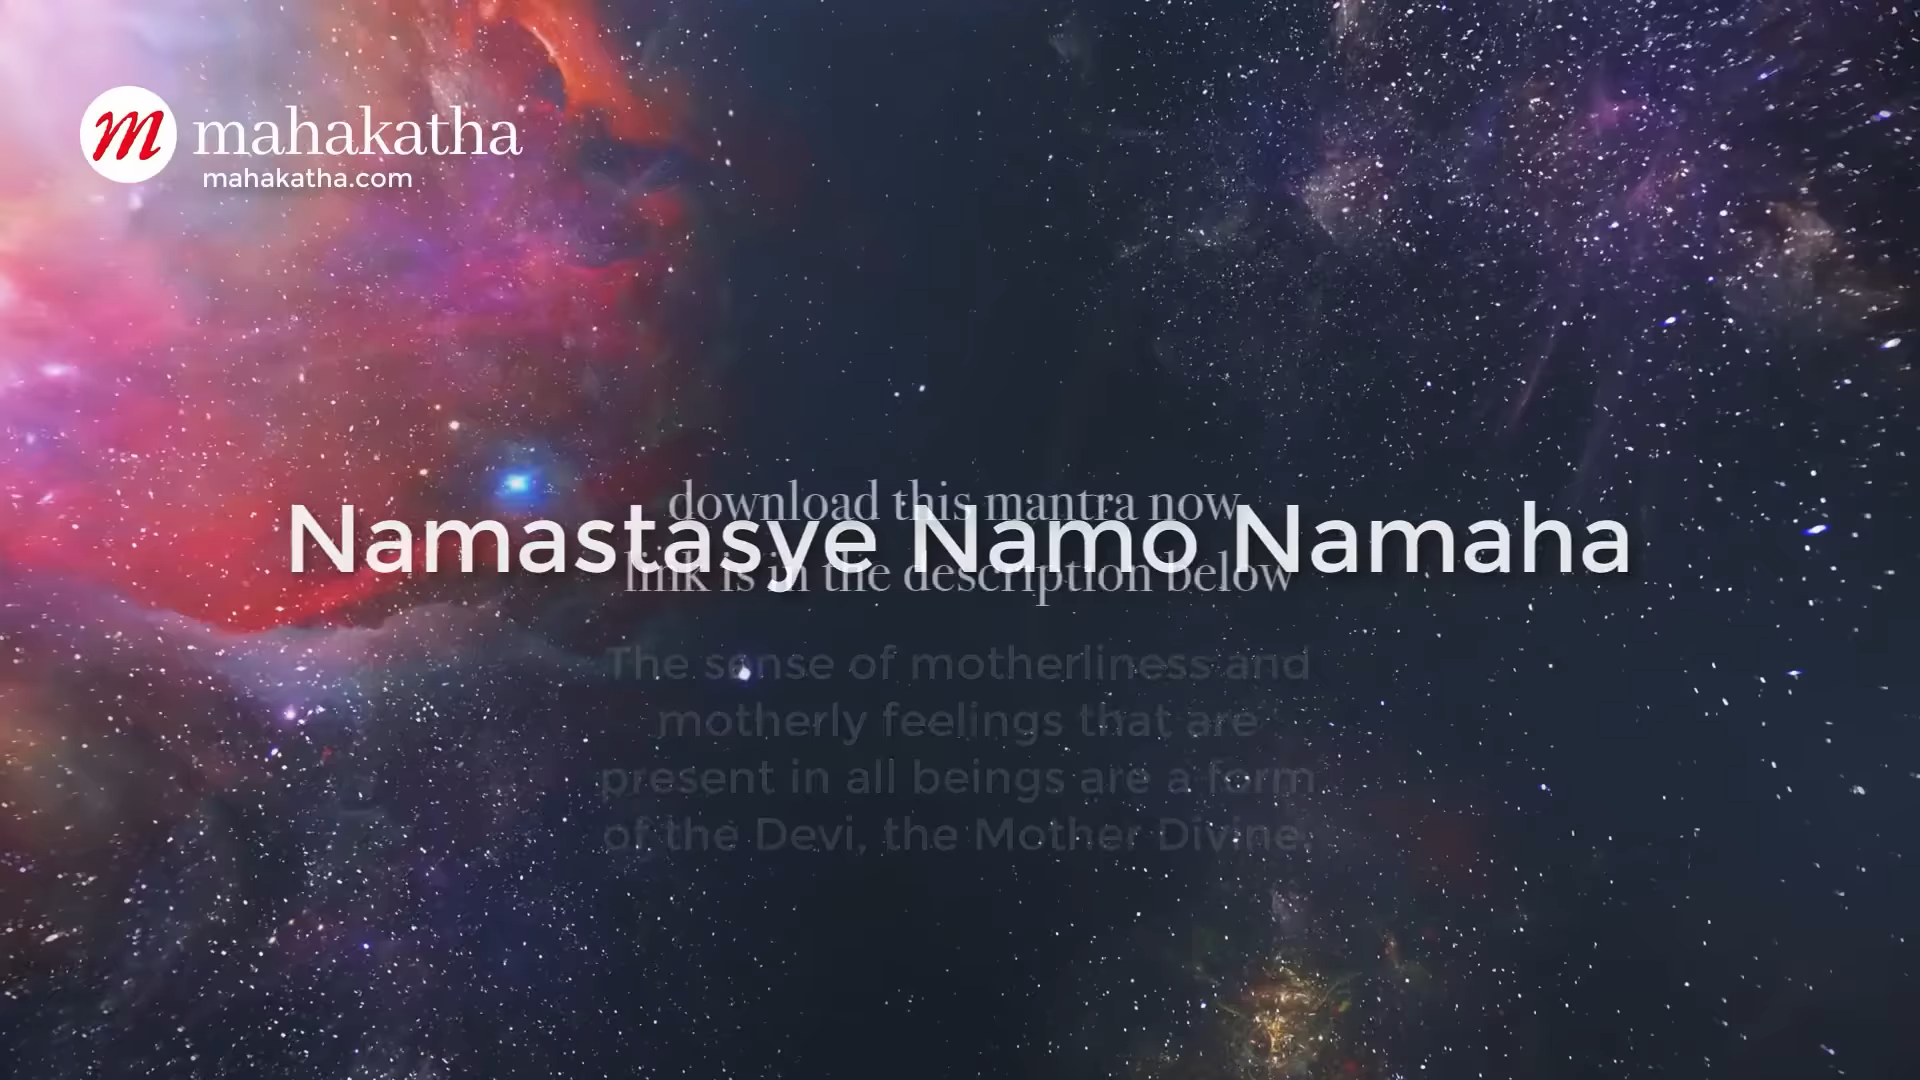 mahakatha
mahakatha.com
download this mantra now
Namastasye Namo Namaha
link is in the description below
The sense of motherliness and
motherly feelings that are
present in all beings are a form
of the Devi, the Mother Divine.